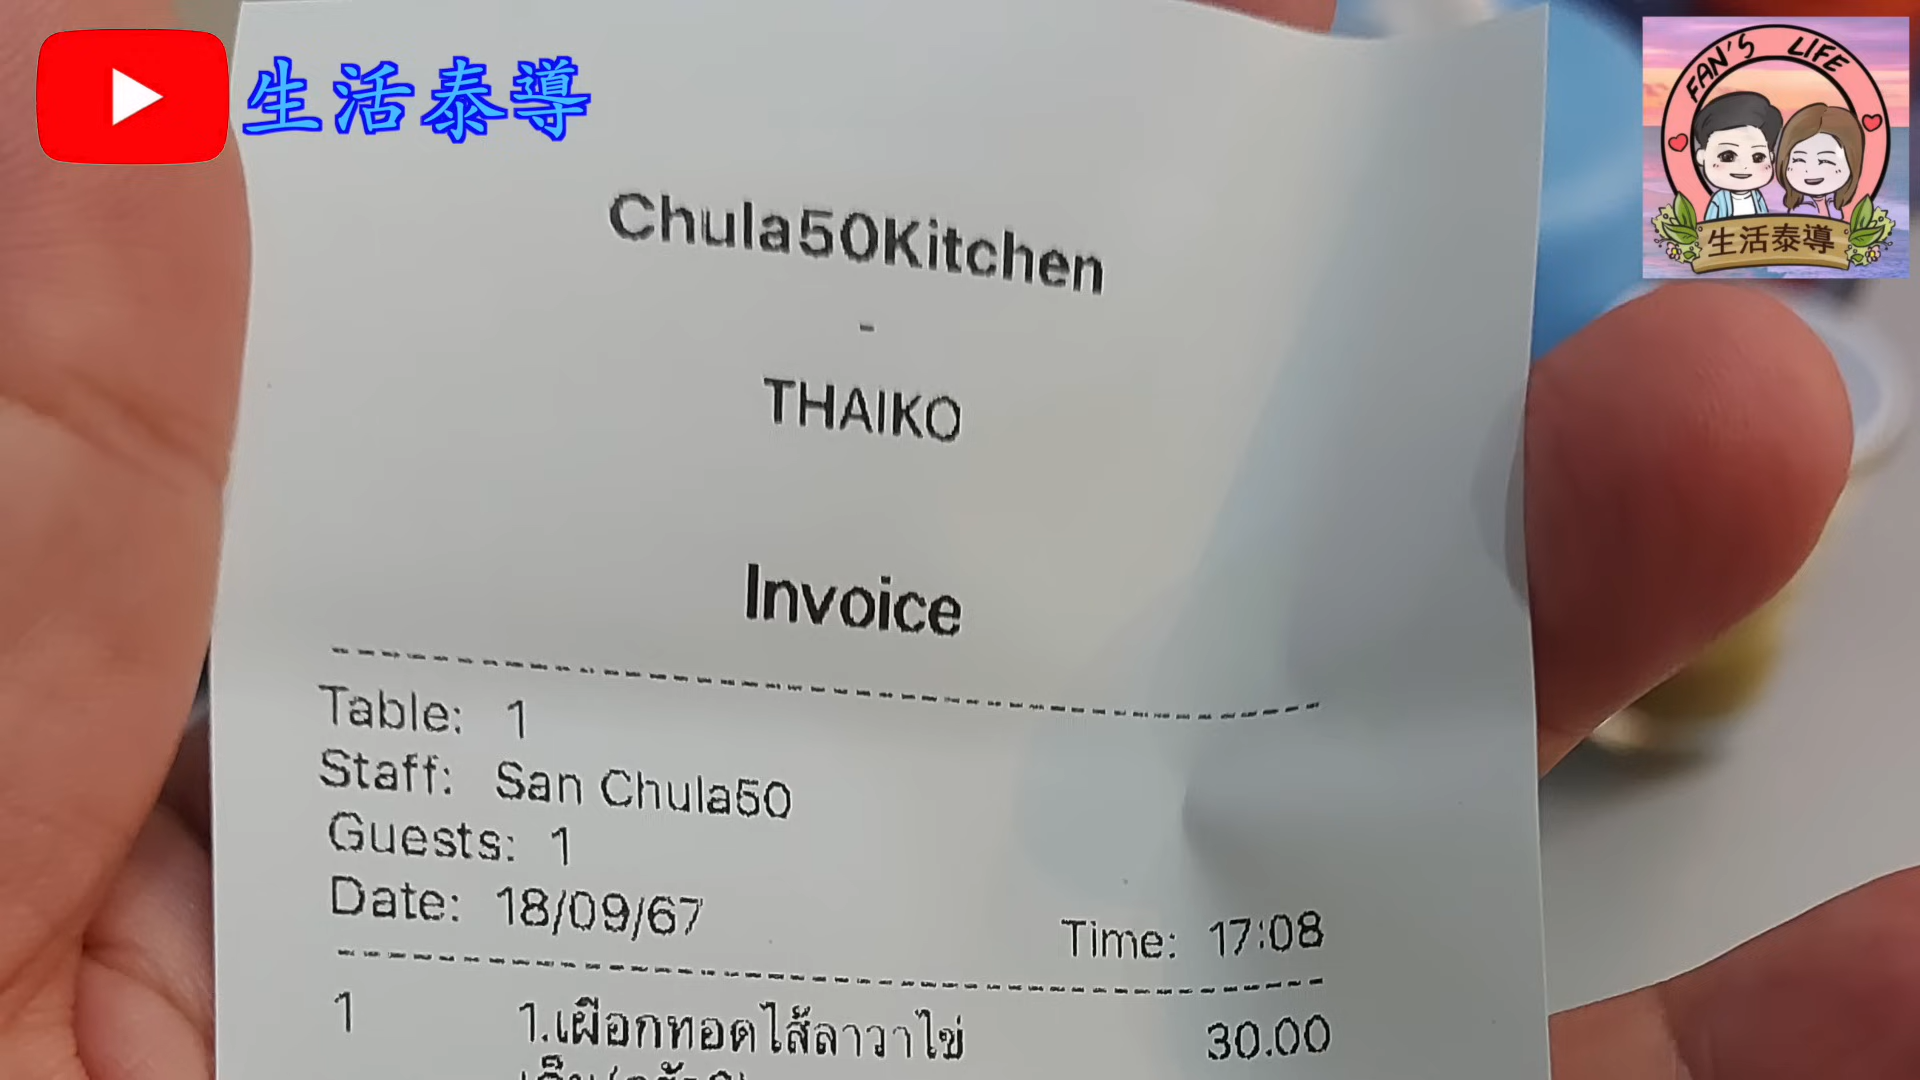 生活泰導
FAN'S LIFE
生活泰導
Chula50Kitchen
-
THAIKO
Invoice
Table: 1
Staff: San Chula50
Guests: 1
Date: 18/09/67 Time: 17:08
1 1.เผือกทอดไส้ลาวาไข่ 30.00